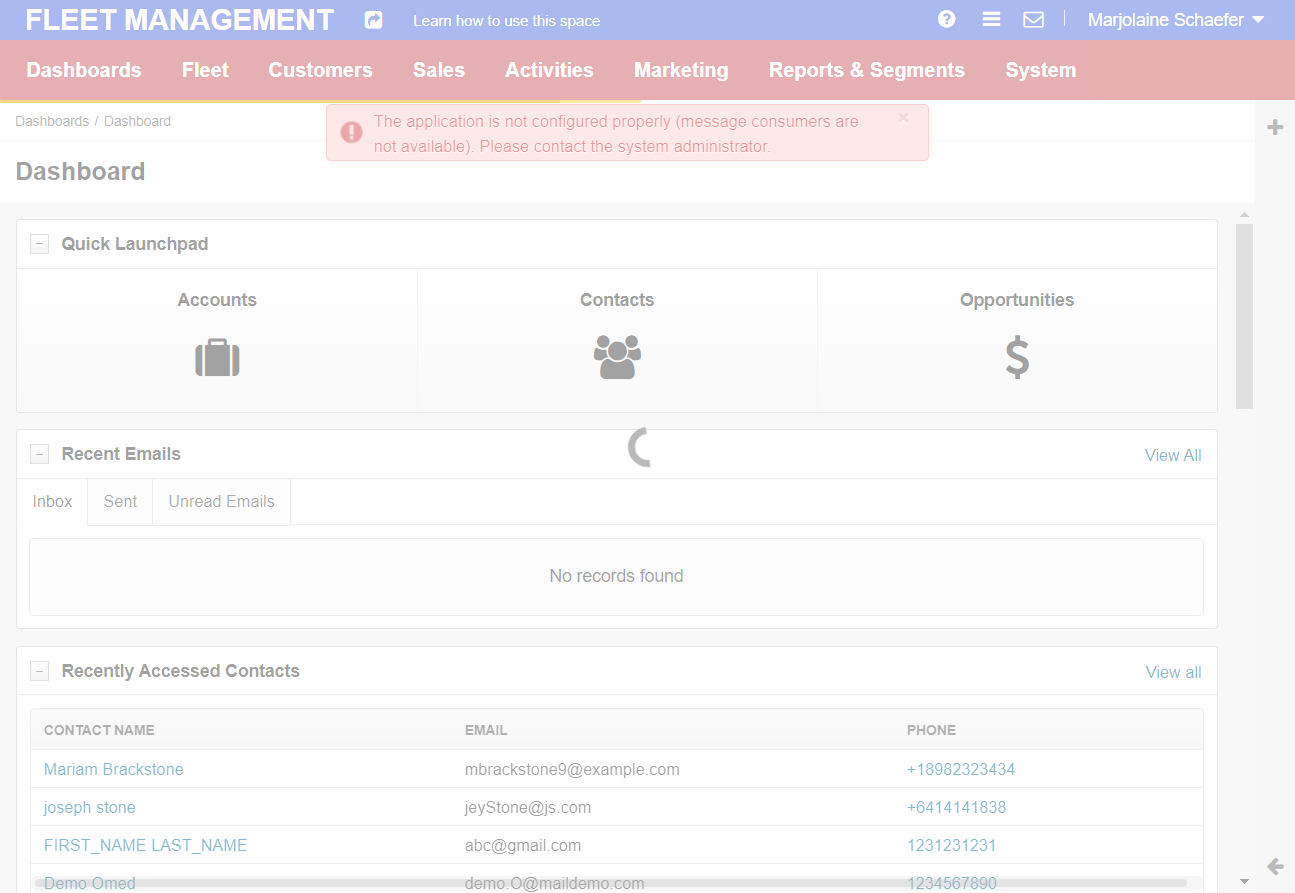 FLEET MANAGEMENT Learn how to use this space Marjolaine Schaefer
Dashboards Fleet Customers Sales Activities Marketing Reports & Segments System
Dashboards / Dashboard
The application is not configured properly (message consumers are ×
not available). Please contact the system administrator.
Dashboard
Quick Launchpad
Accounts Contacts Opportunities
Recent Emails View All
Inbox Sent Unread Emails
No records found
Recently Accessed Contacts View all
CONTACT NAME EMAIL PHONE
Mariam Brackstone mbrackstone9@example.com +18982323434
joseph stone jeyStone@js.com +6414141838
FIRST_NAME LAST_NAME abc@gmail.com 1231231231
Demo Omed demo.O@maildemo.com 1234567890